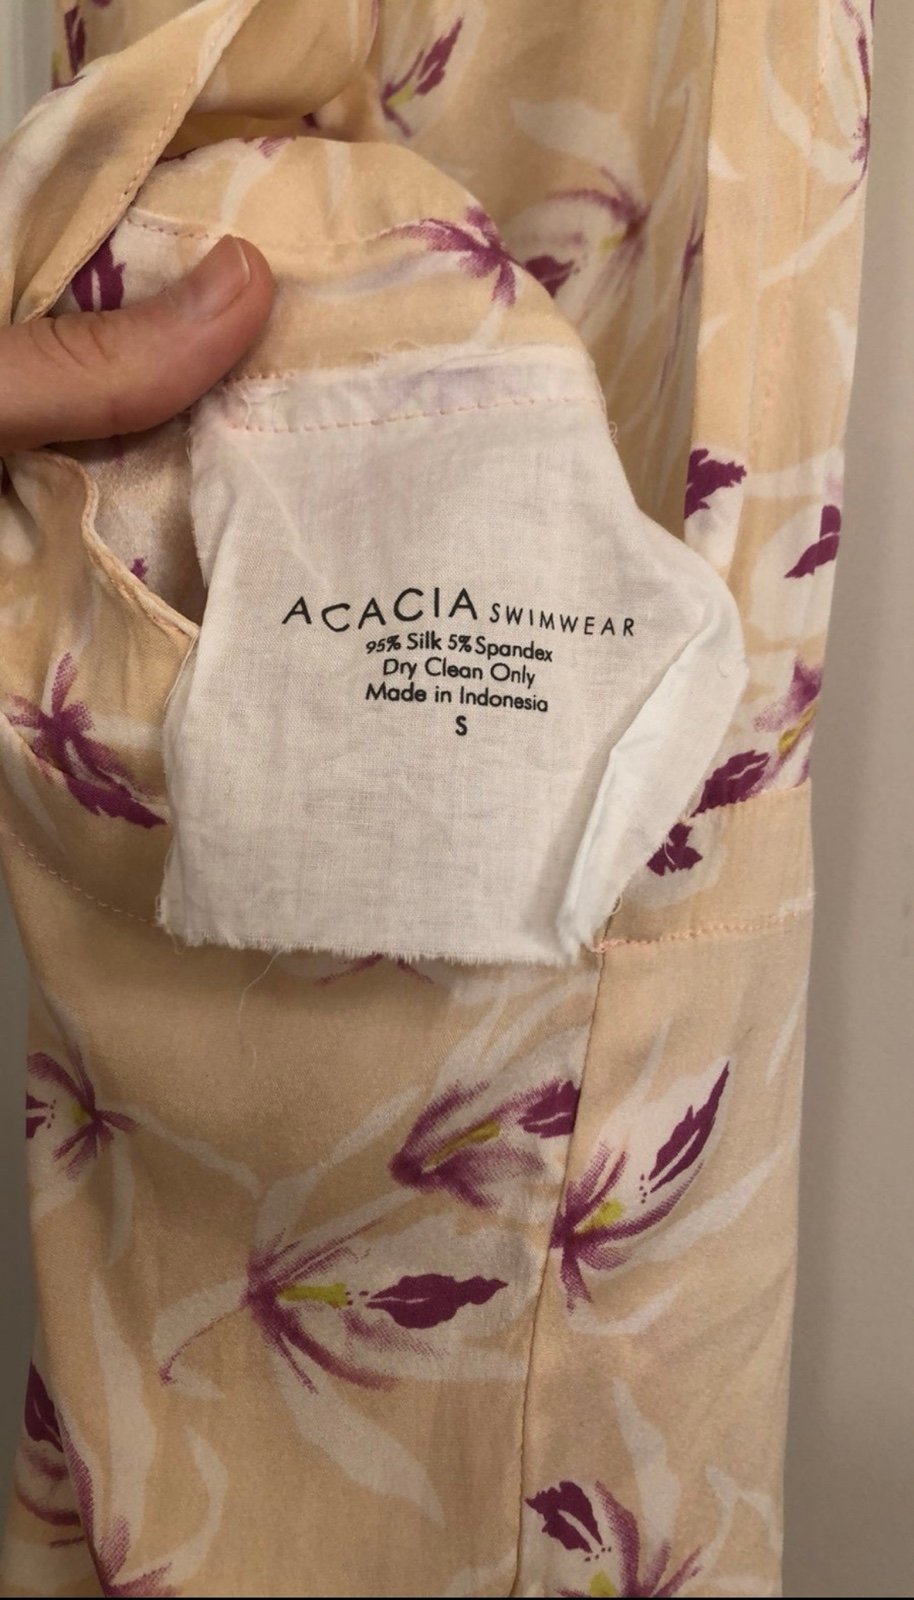 ACACIA SWIMWEAR
95% Silk 5% Spandex
Dry Clean Only
Made in Indonesia
S